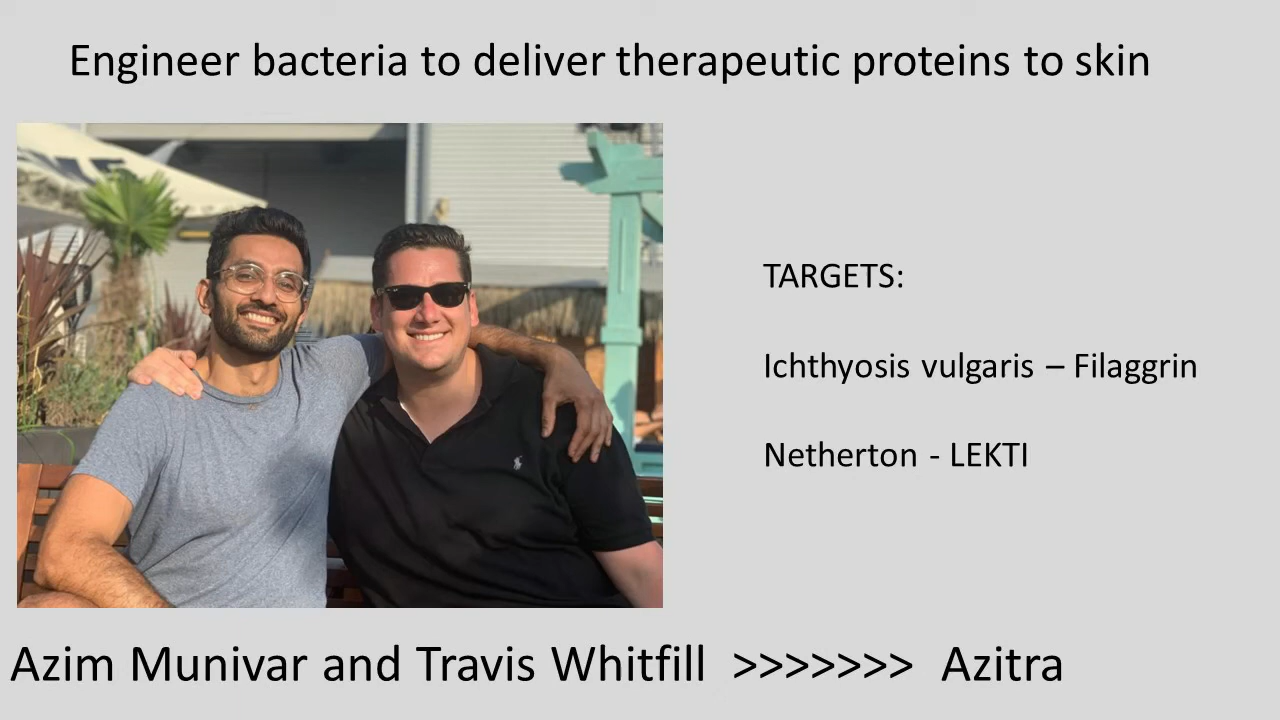 Engineer bacteria to deliver therapeutic proteins to skin
TARGETS:
Ichthyosis vulgaris – Filaggrin
Netherton - LEKTI
Azim Munivar and Travis Whitfill >>>>>>> Azitra